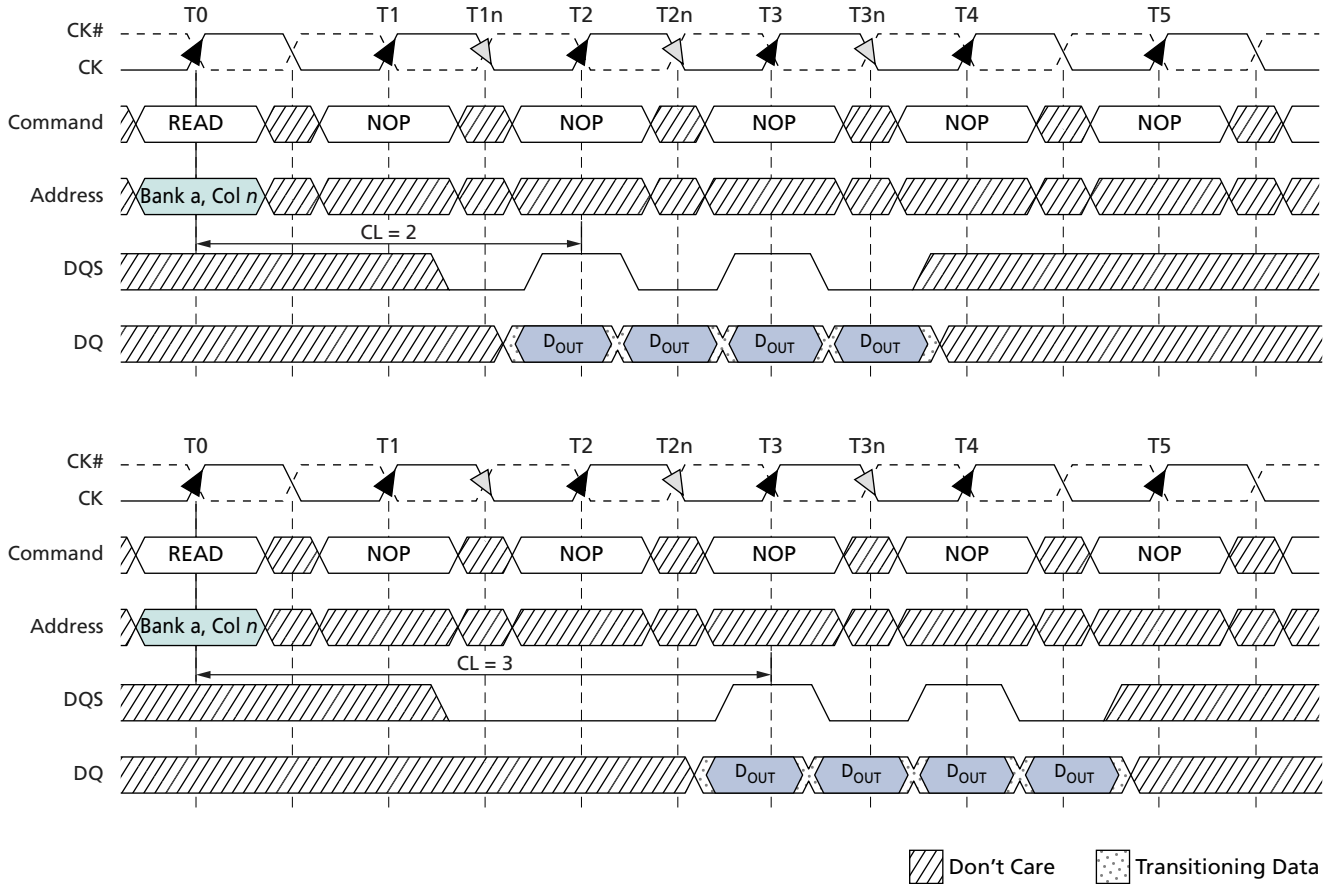 T0 T1 T1n T2 T2n T3 T3n T4 T5
CK#
CK
Command READ NOP NOP NOP NOP NOP
Address Bank a, Col n
CL = 2
DQS
DQ DOUT DOUT DOUT DOUT
T0 T1 T2 T2n T3 T3n T4 T5
CK#
CK
Command READ NOP NOP NOP NOP NOP
Address Bank a, Col n
CL = 3
DQS
DQ DOUT DOUT DOUT DOUT
Don't Care Transitioning Data